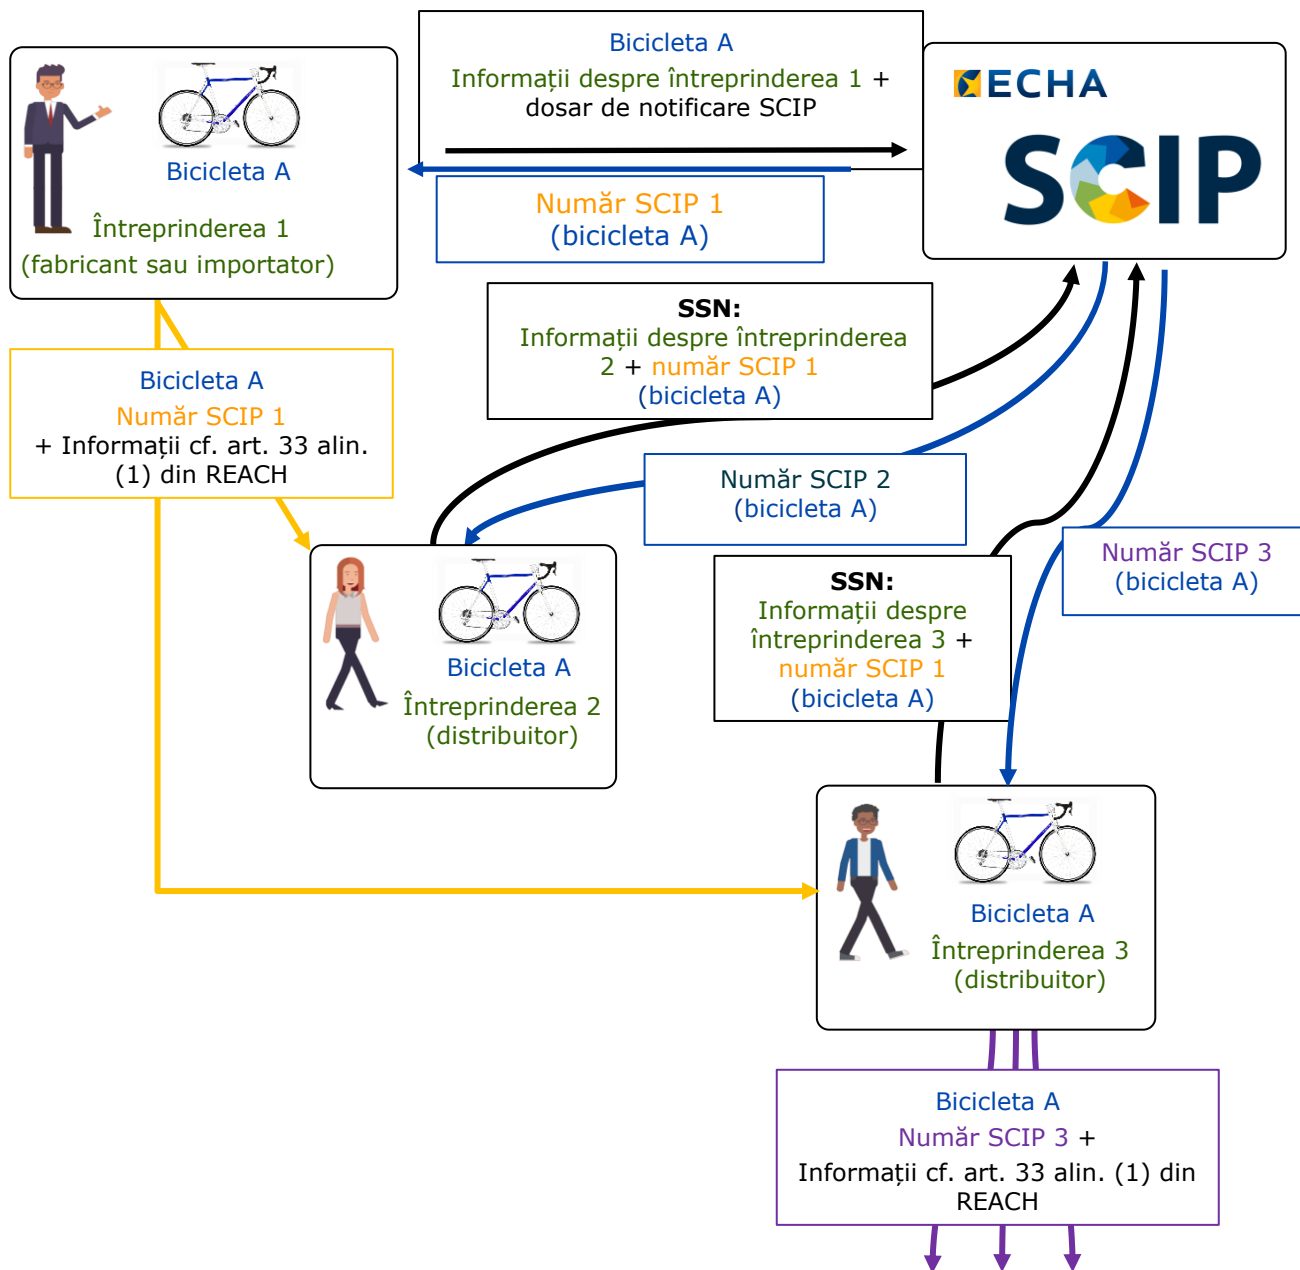 Bicicleta A
Informații despre întreprinderea 1 +
dosar de notificare SCIP
ECHA
SCIP
Bicicleta A
Întreprinderea 1
(fabricant sau importator)
Număr SCIP 1
(bicicleta A)
SSN:
Informații despre întreprinderea
2 + număr SCIP 1
(bicicleta A)
Bicicleta A
Număr SCIP 1
+ Informații cf. art. 33 alin.
(1) din REACH
Număr SCIP 2
(bicicleta A)
Număr SCIP 3
(bicicleta A)
SSN:
Informații despre
întreprinderea 3 +
număr SCIP 1
(bicicleta A)
Bicicleta A
Întreprinderea 2
(distribuitor)
Bicicleta A
Întreprinderea 3
(distribuitor)
Bicicleta A
Număr SCIP 3 +
Informații cf. art. 33 alin. (1) din
REACH